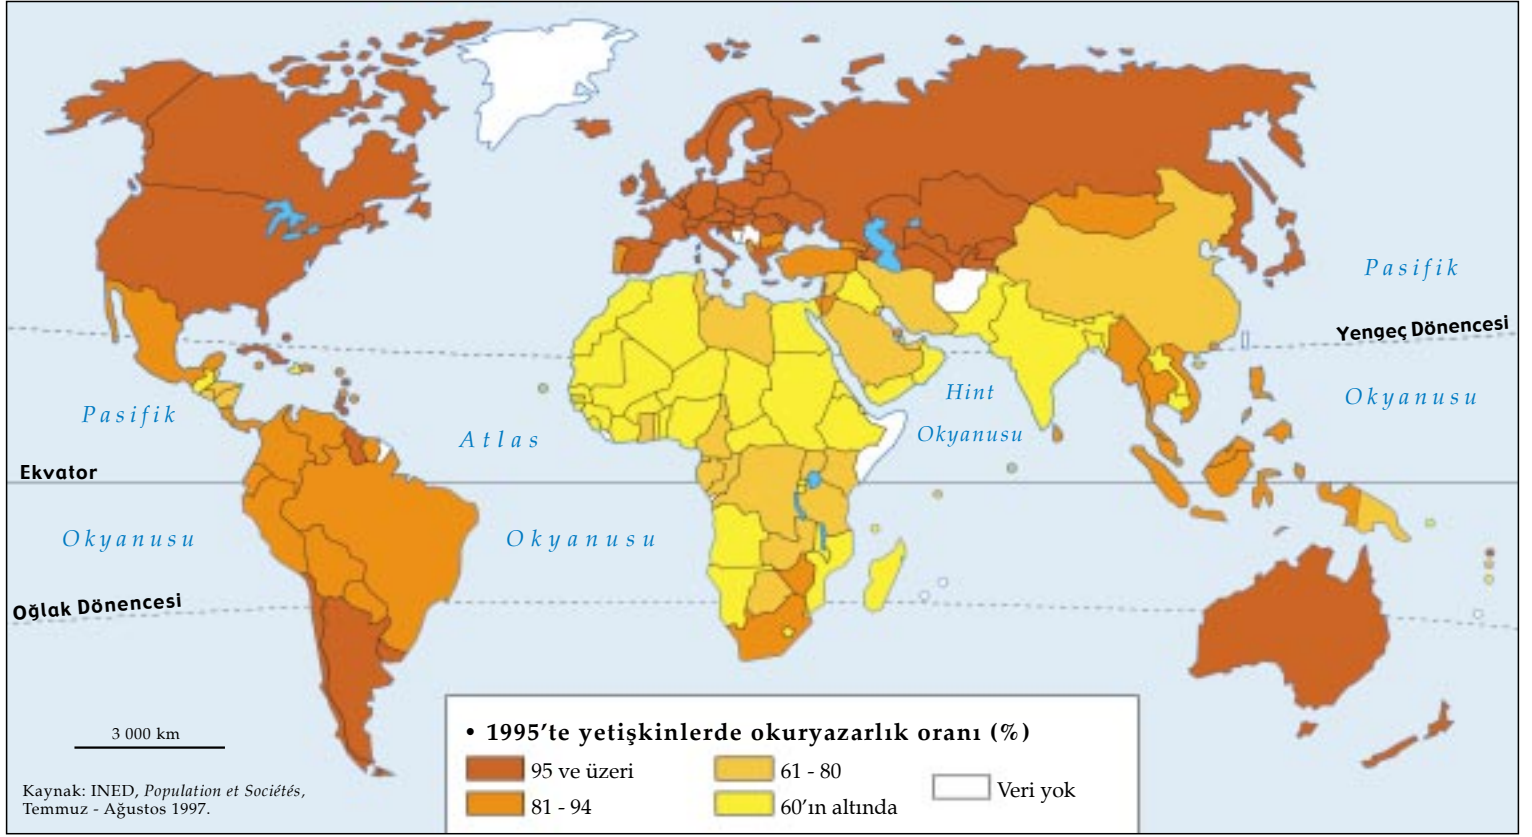 Pasifik
Yengeç Dönencesi
Hint
Okyanusu
Pasifik
Atlas
Okyanusu
Ekvator
Okyanusu
Okyanusu
Oğlak Dönencesi
3 000 km
Kaynak: INED, Population et Sociétés,
Temmuz - Ağustos 1997.
• 1995’te yetişkinlerde okuryazarlık oranı (%)
95 ve üzeri
61 - 80
Veri yok
81 - 94
60’ın altında